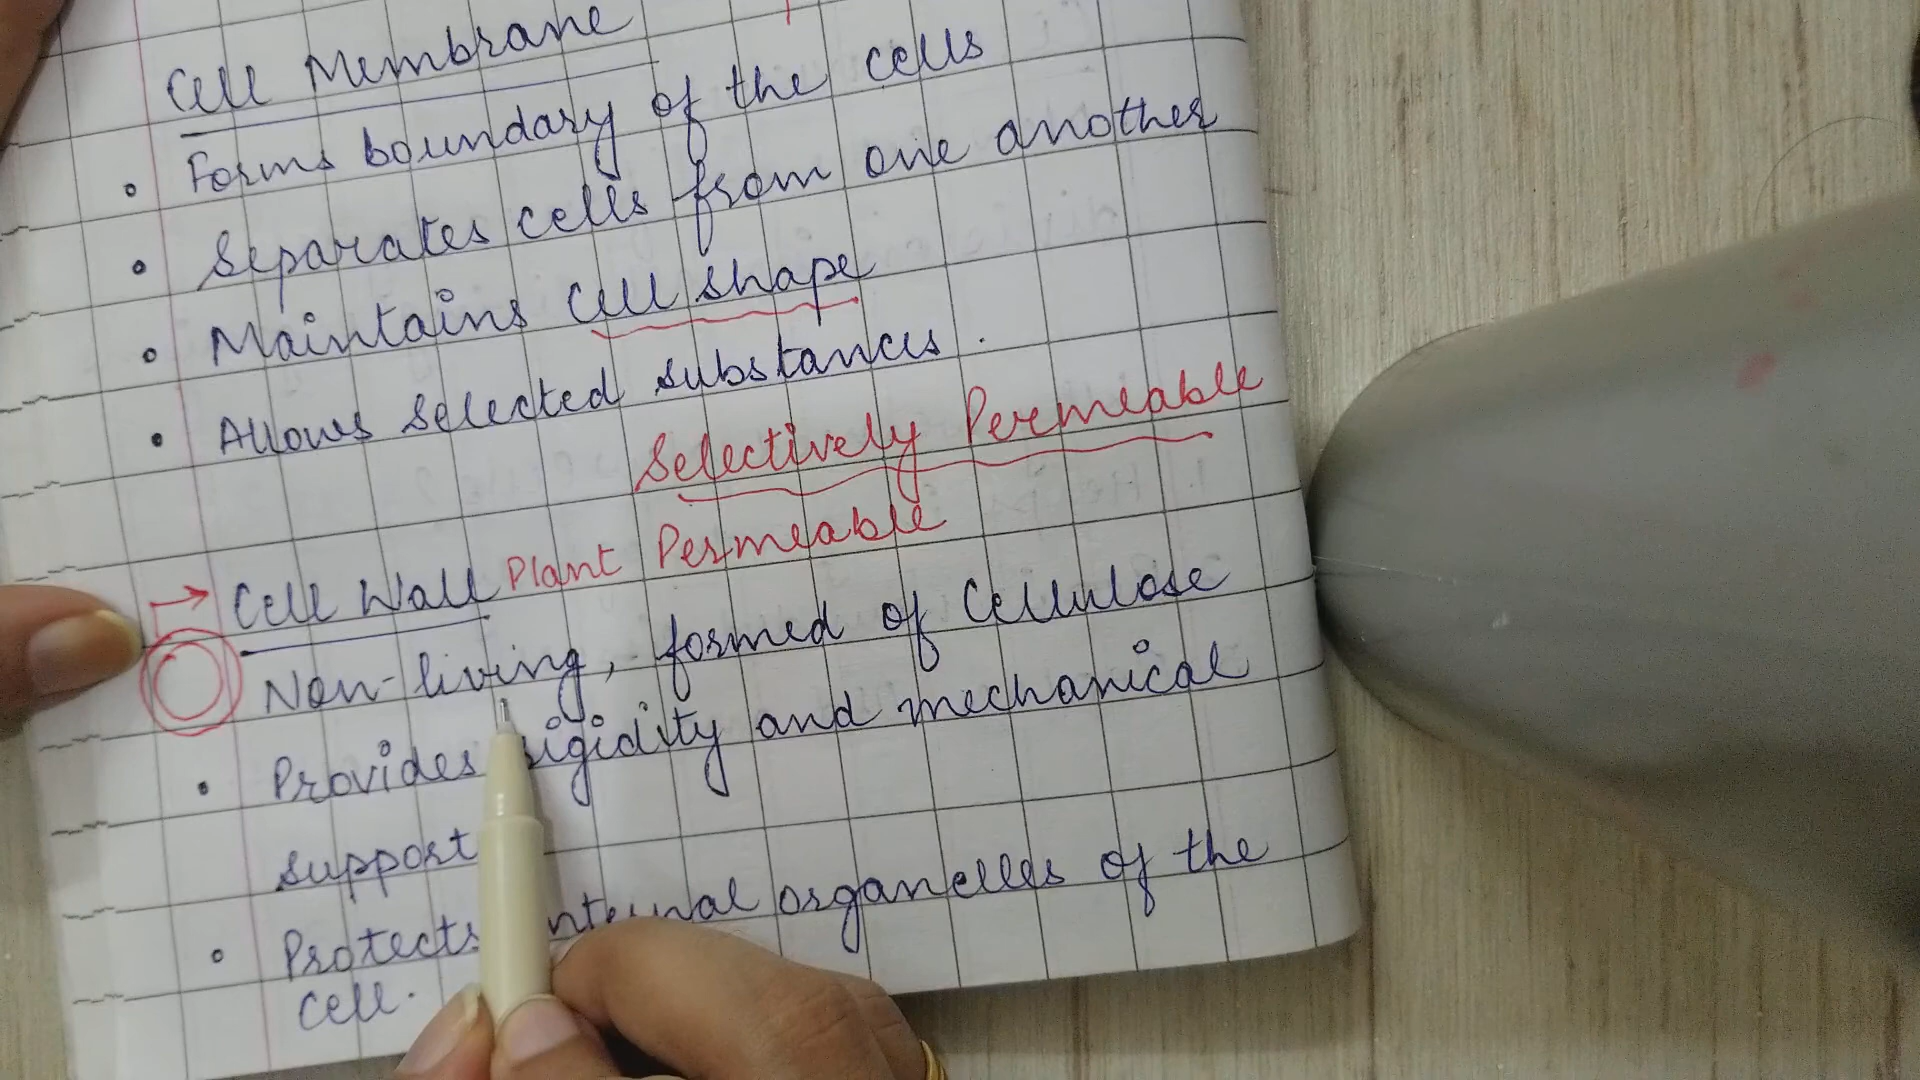 Cell Membrane
• Forms boundary of the cells
• Separates cells from one another
• Maintains cell shape
• Allows selected substances.
Selectively Permeable
Cell Wall Plant Permeable
Non-living, formed of Cellulose
• Provides rigidity and mechanical
support
• Protects internal organelles of the
cell.